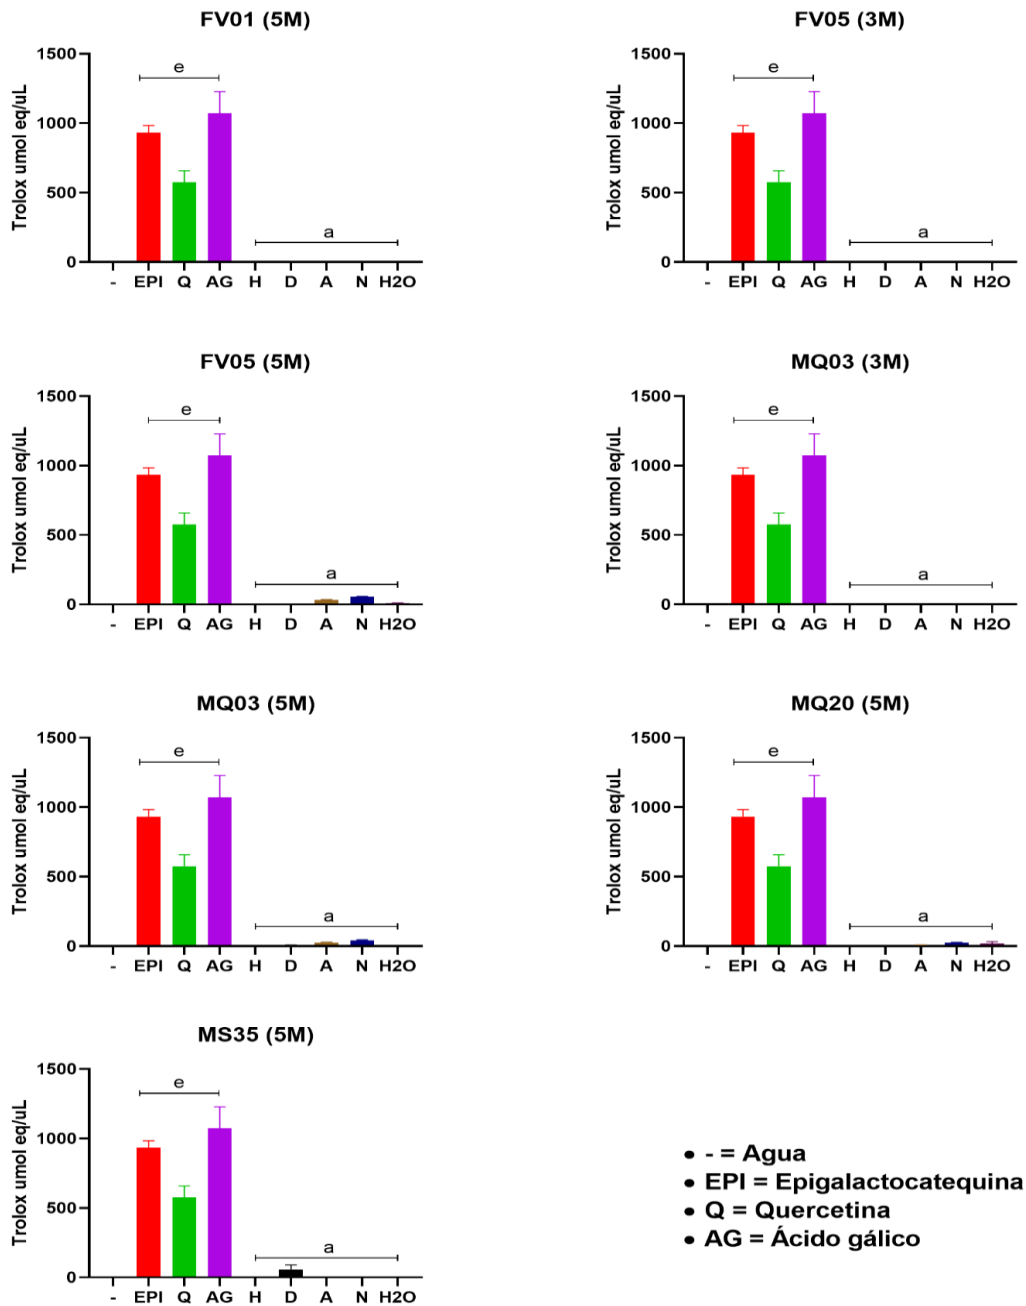 FV01 (5M)
Trolox umol eq/uL
1500
1000
500
0
e
a
- EPI Q AG H D A N H2O
FV05 (3M)
Trolox umol eq/uL
1500
1000
500
0
e
a
- EPI Q AG H D A N H2O
FV05 (5M)
Trolox umol eq/uL
1500
1000
500
0
e
a
- EPI Q AG H D A N H2O
MQ03 (3M)
Trolox umol eq/uL
1500
1000
500
0
e
a
- EPI Q AG H D A N H2O
MQ03 (5M)
Trolox umol eq/uL
1500
1000
500
0
e
a
- EPI Q AG H D A N H2O
MQ20 (5M)
Trolox umol eq/uL
1500
1000
500
0
e
a
- EPI Q AG H D A N H2O
MS35 (5M)
Trolox umol eq/uL
1500
1000
500
0
e
a
- EPI Q AG H D A N H2O
• - = Agua
• EPI = Epigalactocatequina
• Q = Quercetina
• AG = Ácido gálico